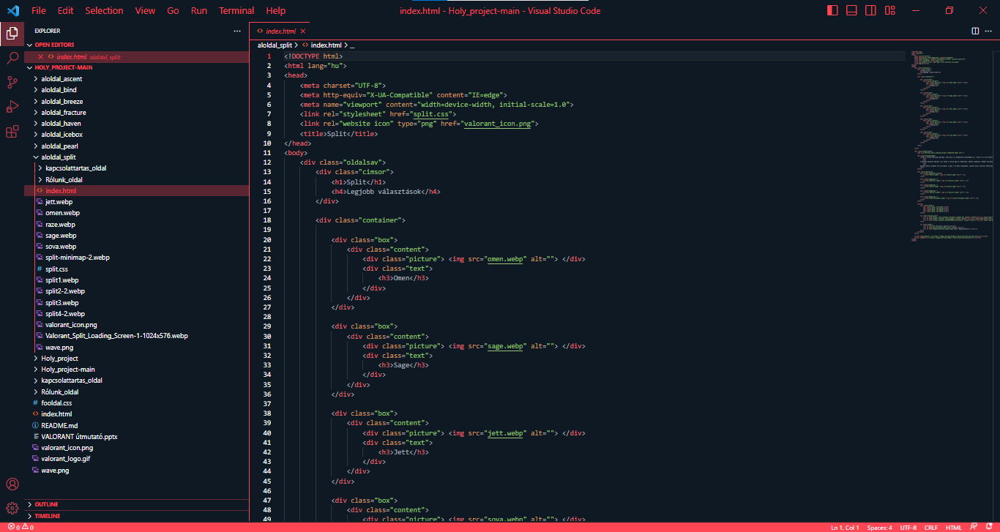 File Edit Selection View Go Run Terminal Help
index.html - Holy_project-main - Visual Studio Code
EXPLORER
OPEN EDITORS
index.html aloldal_split
HOLY_PROJECT-MAIN
aloldal_ascent
aloldal_bind
aloldal_breeze
aloldal_fracture
aloldal_haven
aloldal_icebox
aloldal_pearl
aloldal_split
kapcsolattartas_oldal
Rólunk_oldal
index.html
jett.webp
omen.webp
raze.webp
sage.webp
sova.webp
split-minimap-2.webp
split.css
split1.webp
split2-2.webp
split3.webp
split4-2.webp
valorant_icon.png
Valorant_Split_Loading_Screen-1-1024x576.webp
wave.png
Holy_project
Holy_project-main
kapcsolattartas_oldal
Rólunk_oldal
fooldal.css
index.html
README.md
VALORANT útmutató.pptx
valorant_icon.png
valorant_logo.gif
wave.png
OUTLINE
TIMELINE
index.html
aloldal_split > index.html > ...
1 <!DOCTYPE html>
2 <html lang="hu">
3 <head>
4 <meta charset="UTF-8">
5 <meta http-equiv="X-UA-Compatible" content="IE=edge">
6 <meta name="viewport" content="width=device-width, initial-scale=1.0">
7 <link rel="stylesheet" href="split.css">
8 <link rel="website icon" type="png" href="valorant_icon.png">
9 <title>Split</title>
10 </head>
11 <body>
12 <div class="oldalsav">
13 <div class="cimsor">
14 <h1>Split</h1>
15 <h4>Legjobb választások</h4>
16 </div>
17
18 <div class="container">
19
20 <div class="box">
21 <div class="content">
22 <div class="picture"> <img src="omen.webp" alt=""> </div>
23 <div class="text">
24 <h3>Omen</h3>
25 </div>
26 </div>
27 </div>
28
29 <div class="box">
30 <div class="content">
31 <div class="picture"> <img src="sage.webp" alt=""> </div>
32 <div class="text">
33 <h3>Sage</h3>
34 </div>
35 </div>
36 </div>
37
38 <div class="box">
39 <div class="content">
40 <div class="picture"> <img src="jett.webp" alt=""> </div>
41 <div class="text">
42 <h3>Jett</h3>
43 </div>
44 </div>
45 </div>
46
47 <div class="box">
48 <div class="content">
49 <div class="picture"> <img src="sova.webp" alt=""> </div>
0 0
Ln 1, Col 1 Spaces: 4 UTF-8 CRLF HTML